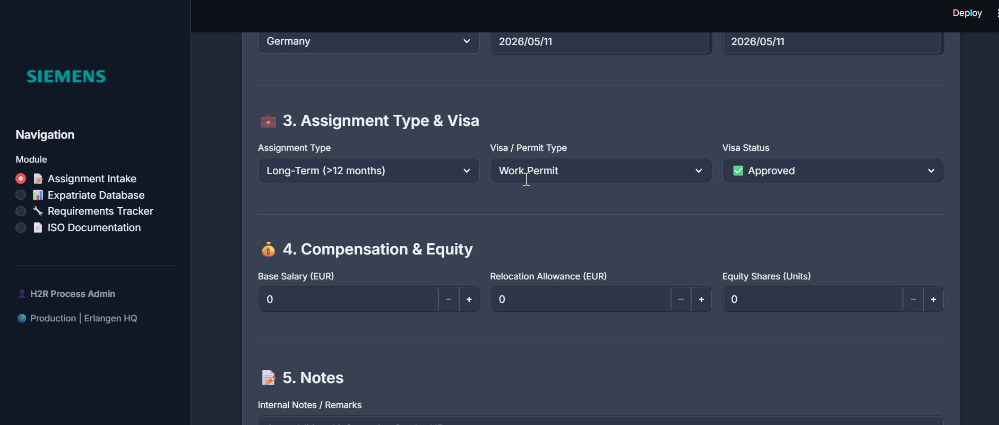 Deploy
Germany
2026/05/11
2026/05/11
SIEMENS
Navigation
Module
Assignment Intake
Expatriate Database
Requirements Tracker
ISO Documentation
H2R Process Admin
Production | Erlangen HQ
3. Assignment Type & Visa
Assignment Type
Visa / Permit Type
Visa Status
Long-Term (>12 months)
Work Permit
Approved
4. Compensation & Equity
Base Salary (EUR)
Relocation Allowance (EUR)
Equity Shares (Units)
0
0
0
5. Notes
Internal Notes / Remarks